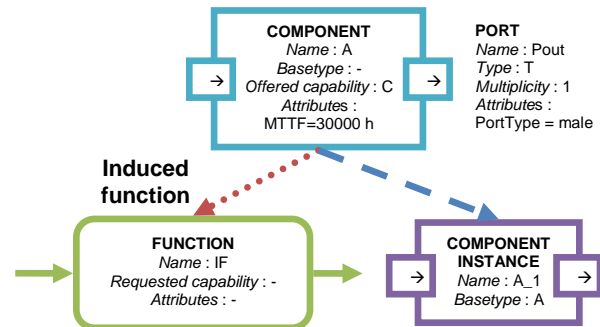 COMPONENT
Name : A
Basetype : -
Offered capability : C
Attributes :
MTTF=30000 h
→
→
PORT
Name : Pout
Type : T
Multiplicity : 1
Attributes :
PortType = male
Induced
function
FUNCTION
Name : IF
Requested capability : -
Attributes : -
COMPONENT
INSTANCE
Name : A_1
Basetype : A
→
→